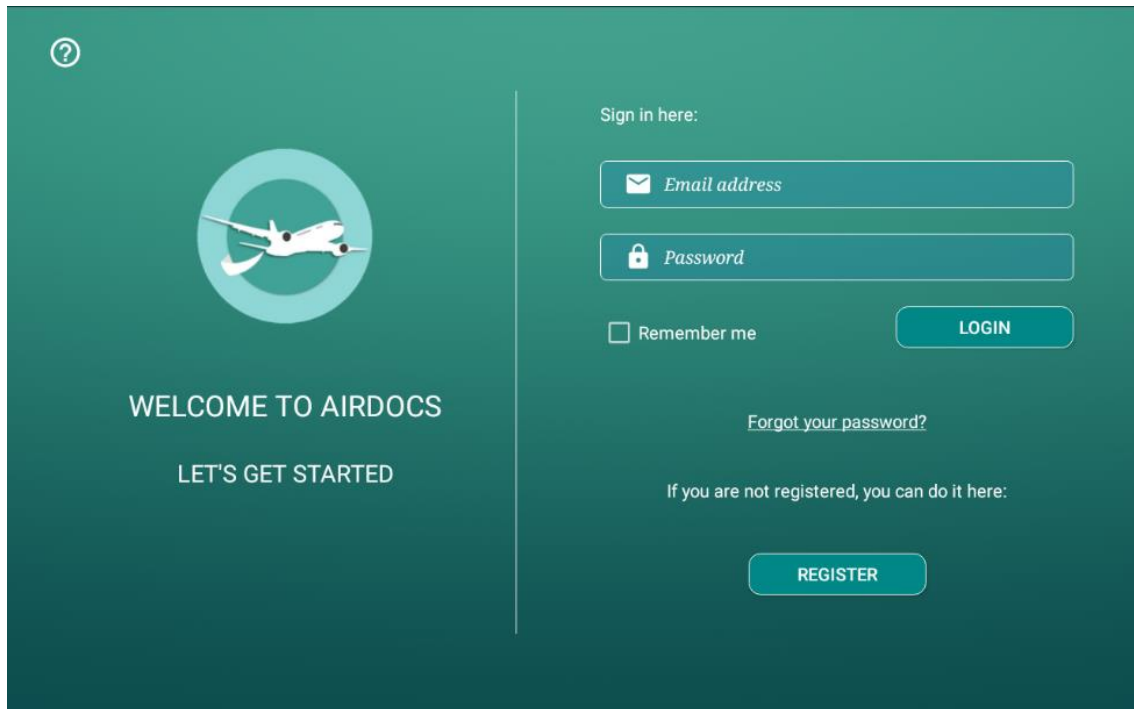 WELCOME TO AIRDOCS
LET'S GET STARTED
Sign in here:
Email address
Password
Remember me
LOGIN
Forgot your password?
If you are not registered, you can do it here:
REGISTER